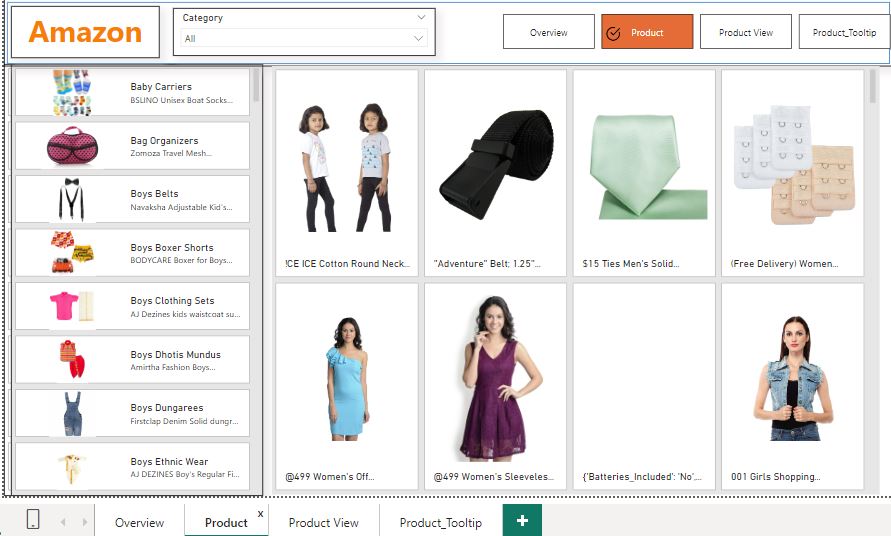 Amazon
Category
All
Overview
Product
Product View
Product_Tooltip
Baby Carriers
BSLINO Unisex Boat Socks...
Bag Organizers
Zomoza Travel Mesh...
Boys Belts
Navaksha Adjustable Kid's...
Boys Boxer Shorts
BODYCARE Boxer for Boys...
Boys Clothing Sets
AJ Dezines kids waistcoat su...
Boys Dhotis Mundus
Amirtha Fashion Boys...
Boys Dungarees
Firstclap Denim Solid dungr...
Boys Ethnic Wear
AJ DEZINES Boy's Regular Fi...
!CE ICE Cotton Round Neck...
"Adventure" Belt; 1.25"...
$15 Ties Men's Solid...
(Free Delivery) Women...
@499 Women's Off...
@499 Women's Sleeveles...
{'Batteries_Included': 'No',...
001 Girls Shopping...
Overview
Product
x
Product View
Product_Tooltip
+